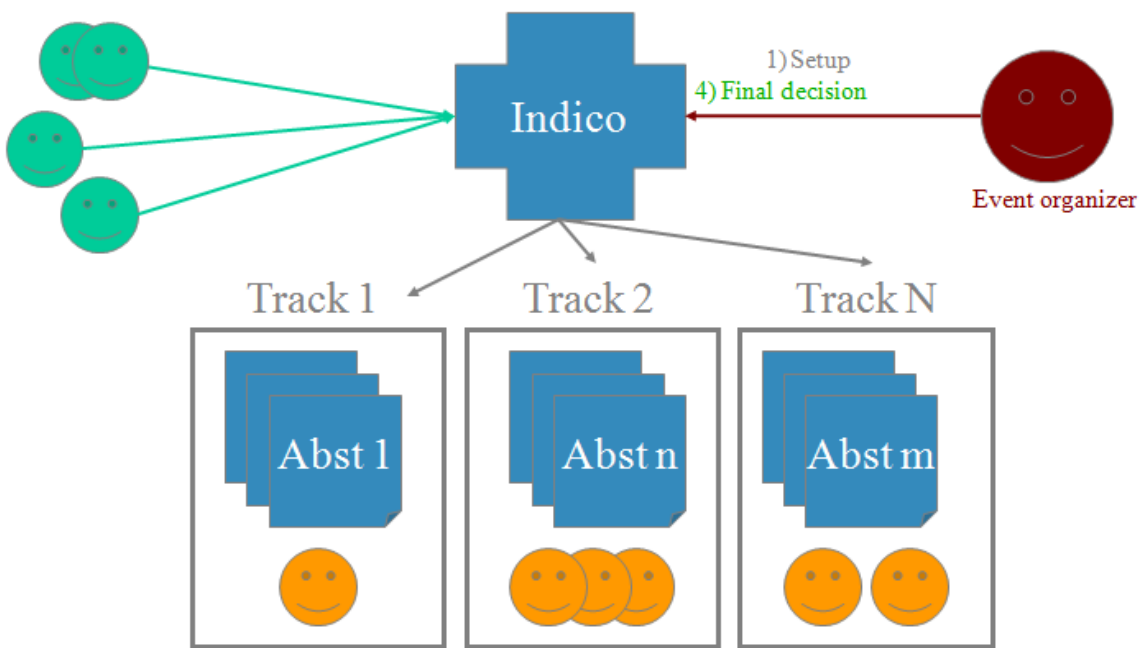 1) Setup
4) Final decision
Indico
Event organizer
Track 1
Track 2
Track N
Abst 1
Abst n
Abst m